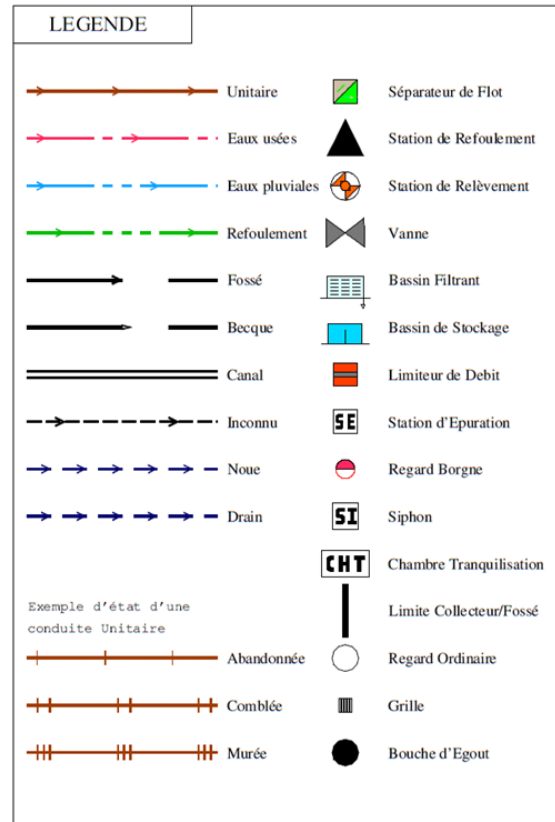 LEGENDE
Unitaire
Séparateur de Flot
Eaux usées
Station de Refoulement
Eaux pluviales
Station de Relèvement
Refoulement
Vanne
Fossé
Bassin Filtrant
Becque
Bassin de Stockage
Canal
Limiteur de Debit
Inconnu
SE
Station d'Epuration
Noue
Regard Borgne
Drain
SI
Siphon
CHT
Chambre Tranquilisation
Exemple d'état d'une
conduite Unitaire
Limite Collecteur/Fossé
Abandonnée
Regard Ordinaire
Comblée
Grille
Murée
Bouche d'Egout